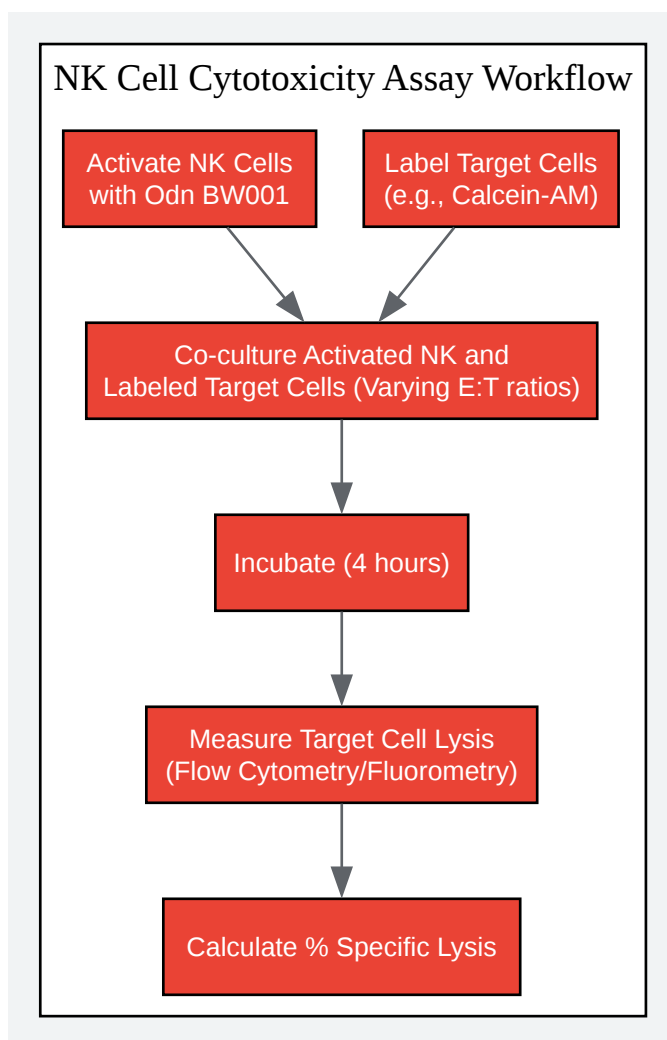 NK Cell Cytotoxicity Assay Workflow
Activate NK Cells
with Odn BW001
Label Target Cells
(e.g., Calcein-AM)
Co-culture Activated NK and
Labeled Target Cells (Varying E:T ratios)
Incubate (4 hours)
Measure Target Cell Lysis
(Flow Cytometry/Fluorometry)
Calculate % Specific Lysis